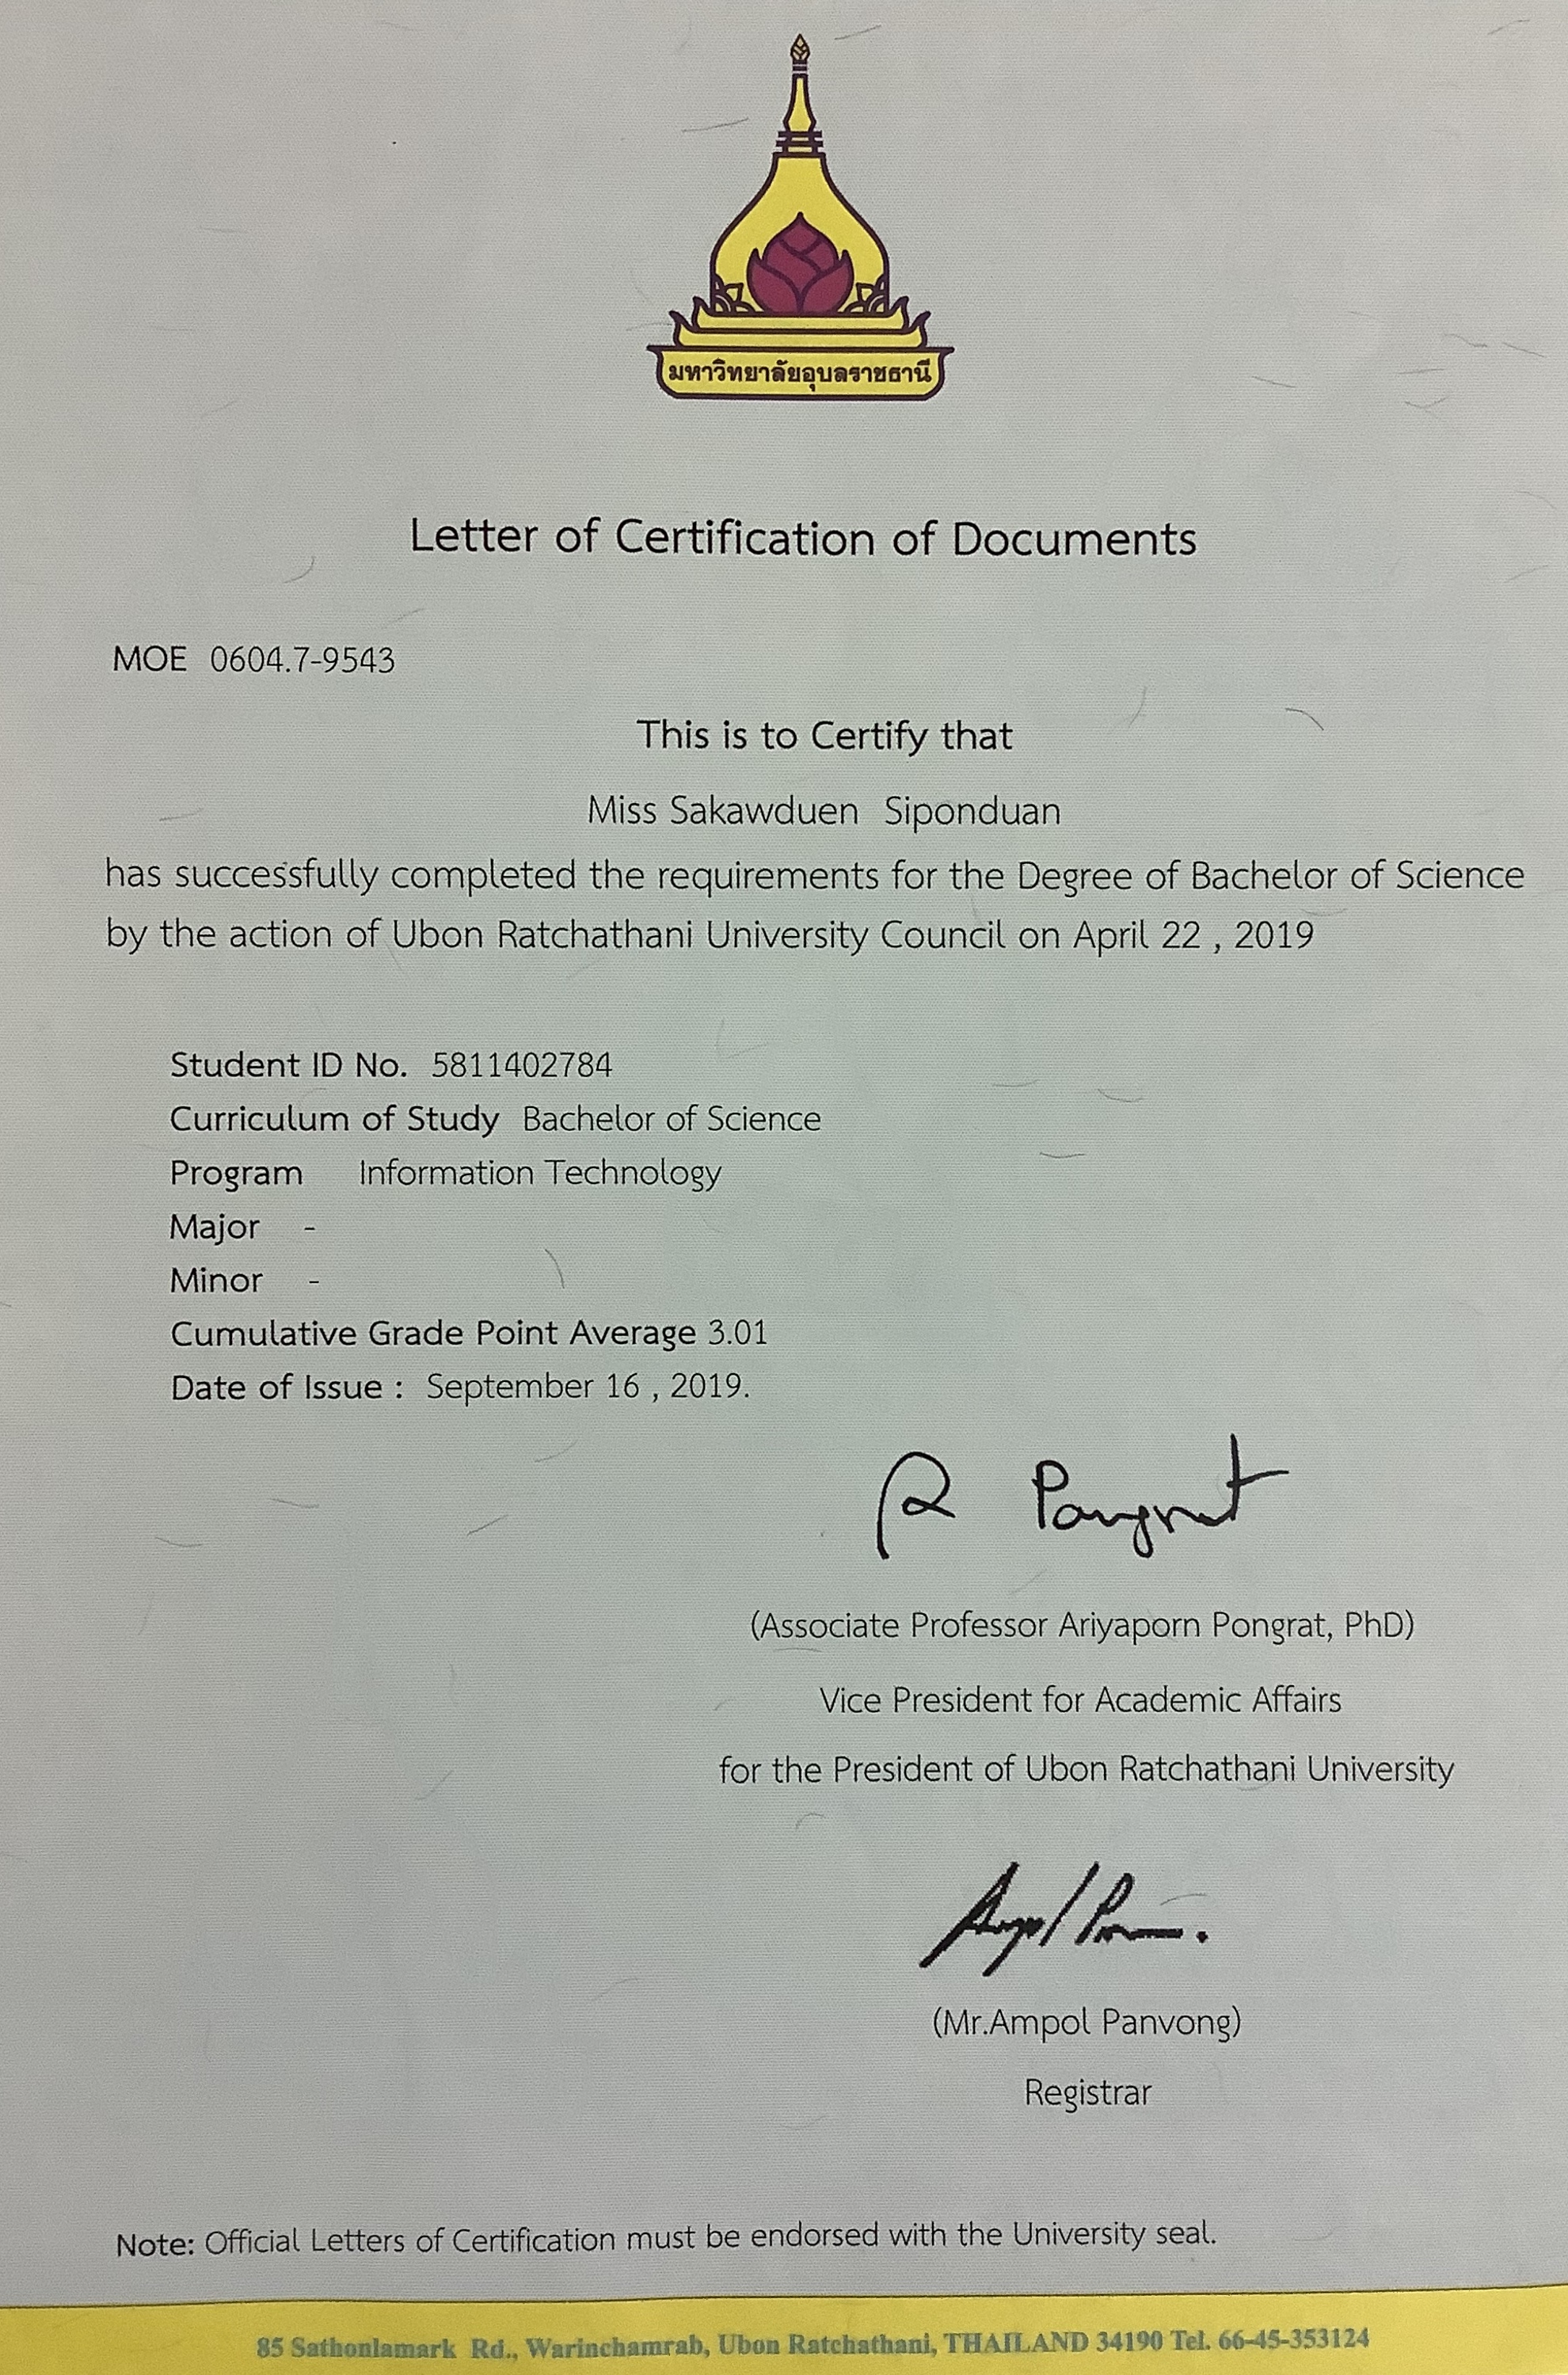 มหาวิทยาลัยอุบลราชธานี
Letter of Certification of Documents
MOE 0604.7-9543
This is to Certify that
Miss Sakawduen Siponduan
has successfully completed the requirements for the Degree of Bachelor of Science
by the action of Ubon Ratchathani University Council on April 22 , 2019
Student ID No. 5811402784
Curriculum of Study Bachelor of Science
Program Information Technology
Major -
Minor -
Cumulative Grade Point Average 3.01
Date of Issue : September 16 , 2019.
R Pongrat
(Associate Professor Ariyaporn Pongrat, PhD)
Vice President for Academic Affairs
for the President of Ubon Ratchathani University
(Mr.Ampol Panvong)
Registrar
Note: Official Letters of Certification must be endorsed with the University seal.
85 Sathonlamark Rd., Warinchamrab, Ubon Ratchathani, THAILAND 34190 Tel. 66-45-353124